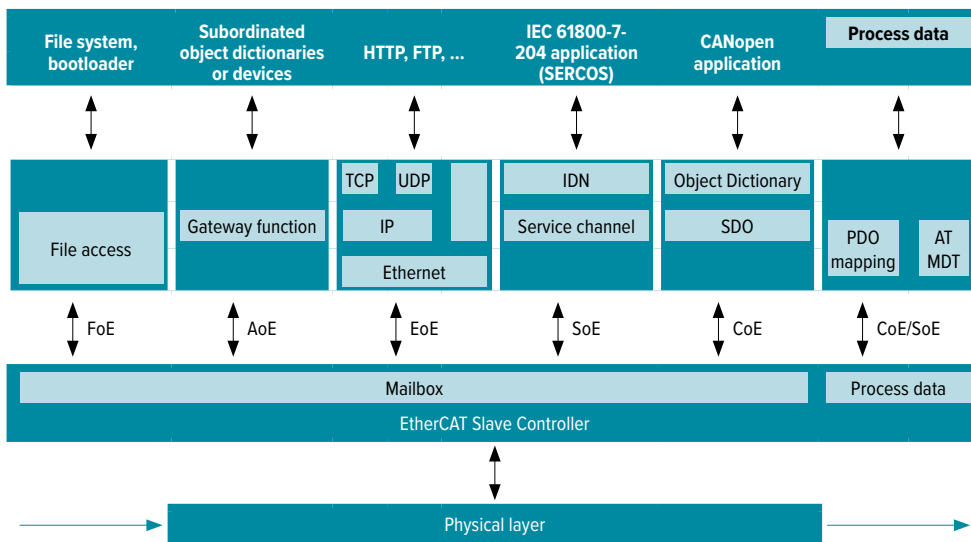 File system,
bootloader
Subordinated
object dictionaries
or devices
HTTP, FTP, ...
IEC 61800-7-
204 application
(SERCOS)
CANopen
application
Process data
File access
Gateway function
TCP
UDP
IP
Ethernet
IDN
Service channel
Object Dictionary
SDO
PDO
mapping
AT
MDT
FoE
AoE
EoE
SoE
CoE
CoE/SoE
Mailbox
Process data
EtherCAT Slave Controller
Physical layer